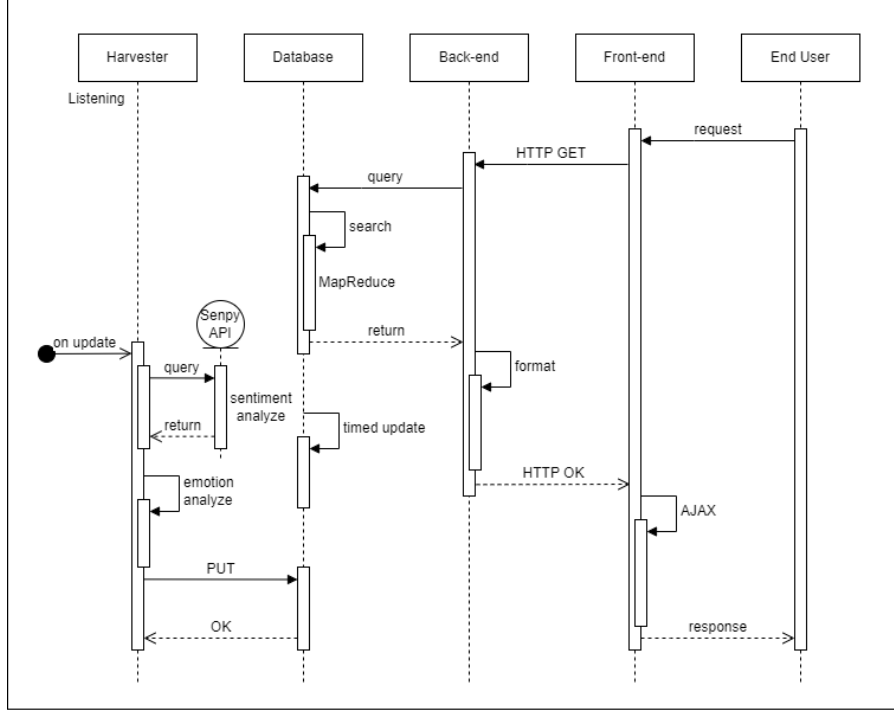 Harvester
Database
Back-end
Front-end
End User
Listening
request
HTTP GET
query
search
MapReduce
Senpy
API
return
on update
format
query
sentiment
analyze
timed update
return
HTTP OK
emotion
analyze
AJAX
PUT
OK
response